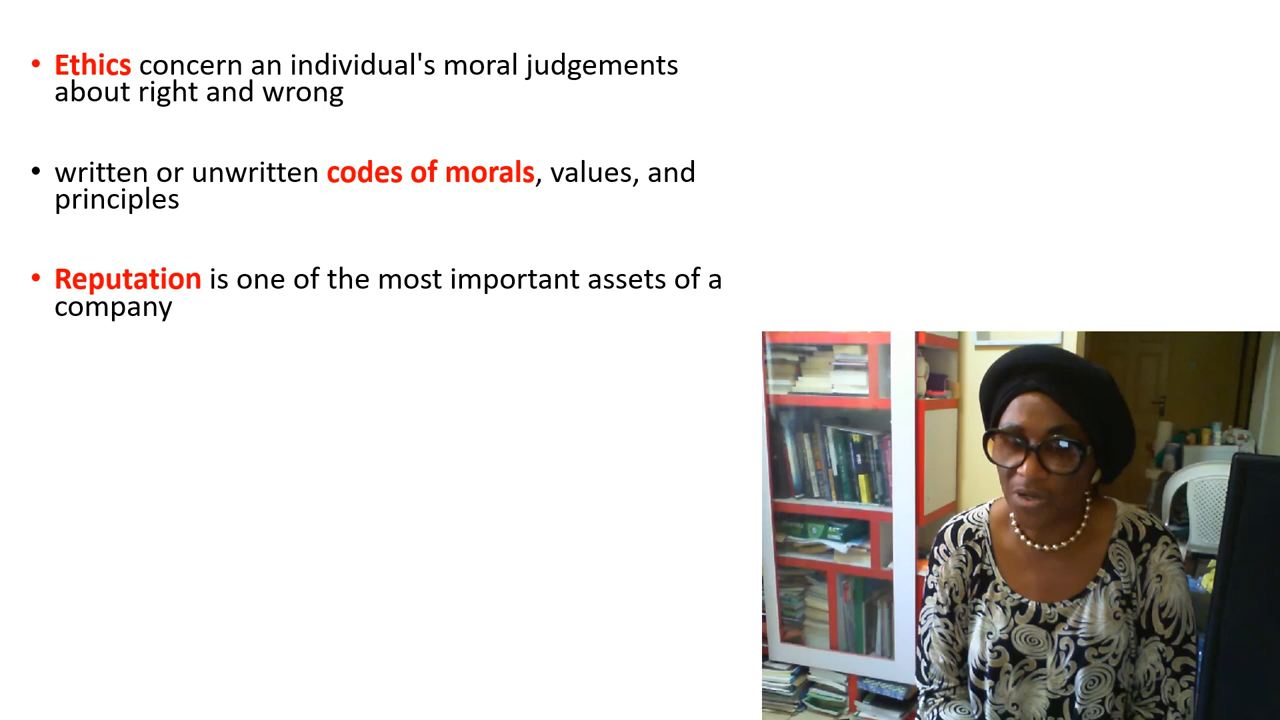 • Ethics concern an individual's moral judgements
about right and wrong
• written or unwritten codes of morals, values, and
principles
• Reputation is one of the most important assets of a
company